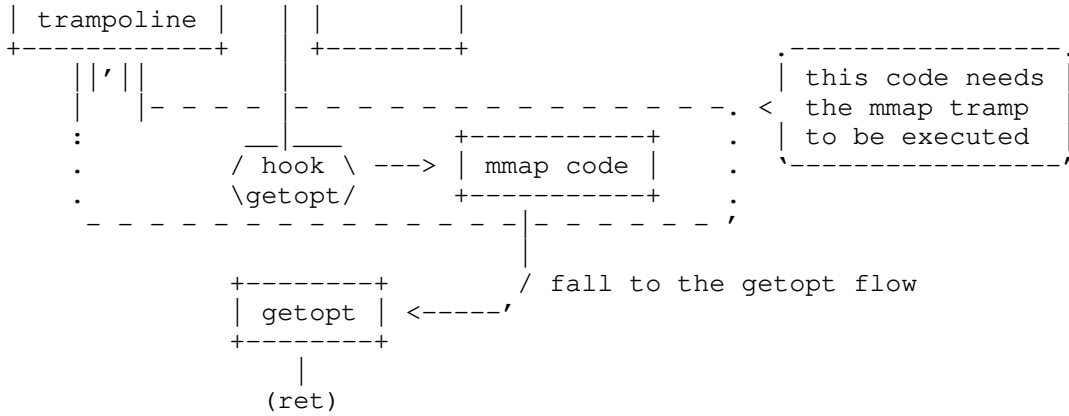 trampoline
this code needs
the mmap tramp
to be executed
hook
getopt
mmap code
fall to the getopt flow
getopt
(ret)